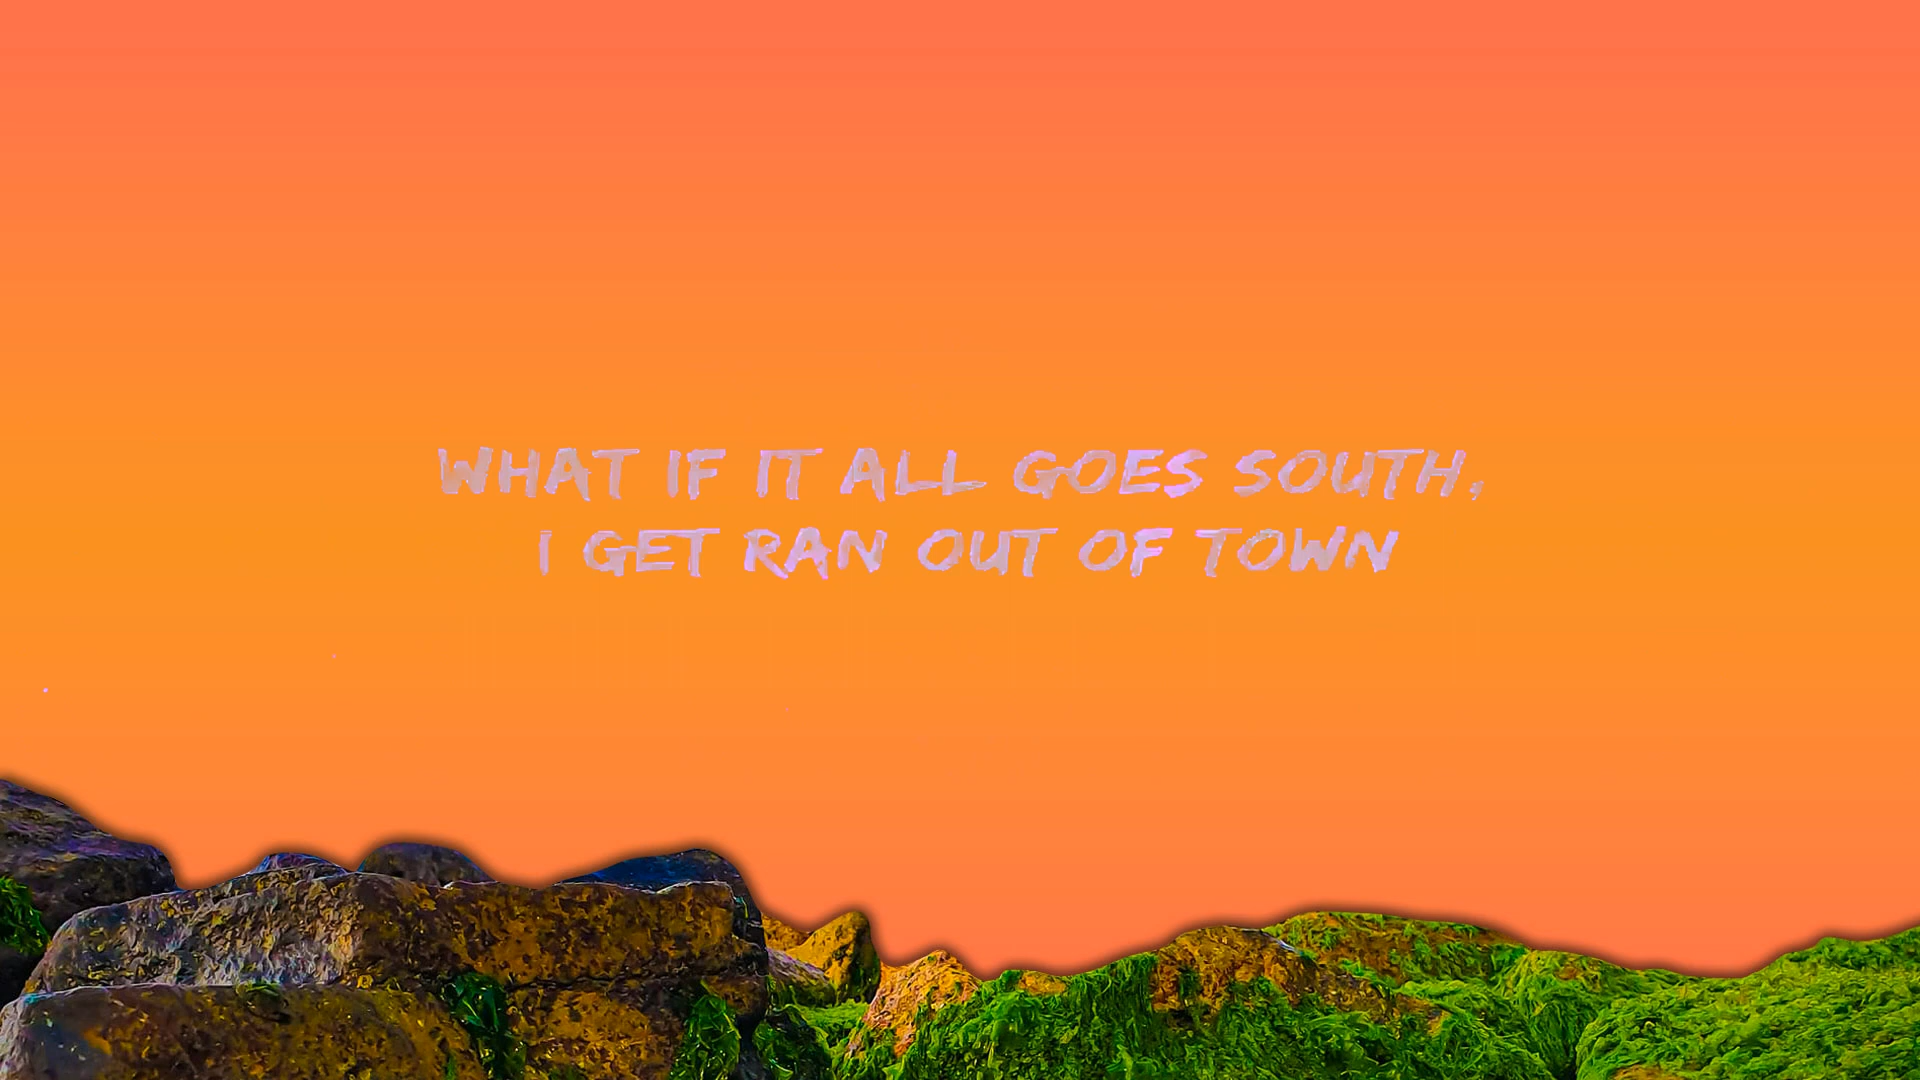 WHAT IF IT ALL GOES SOUTH,
I GET RAN OUT OF TOWN